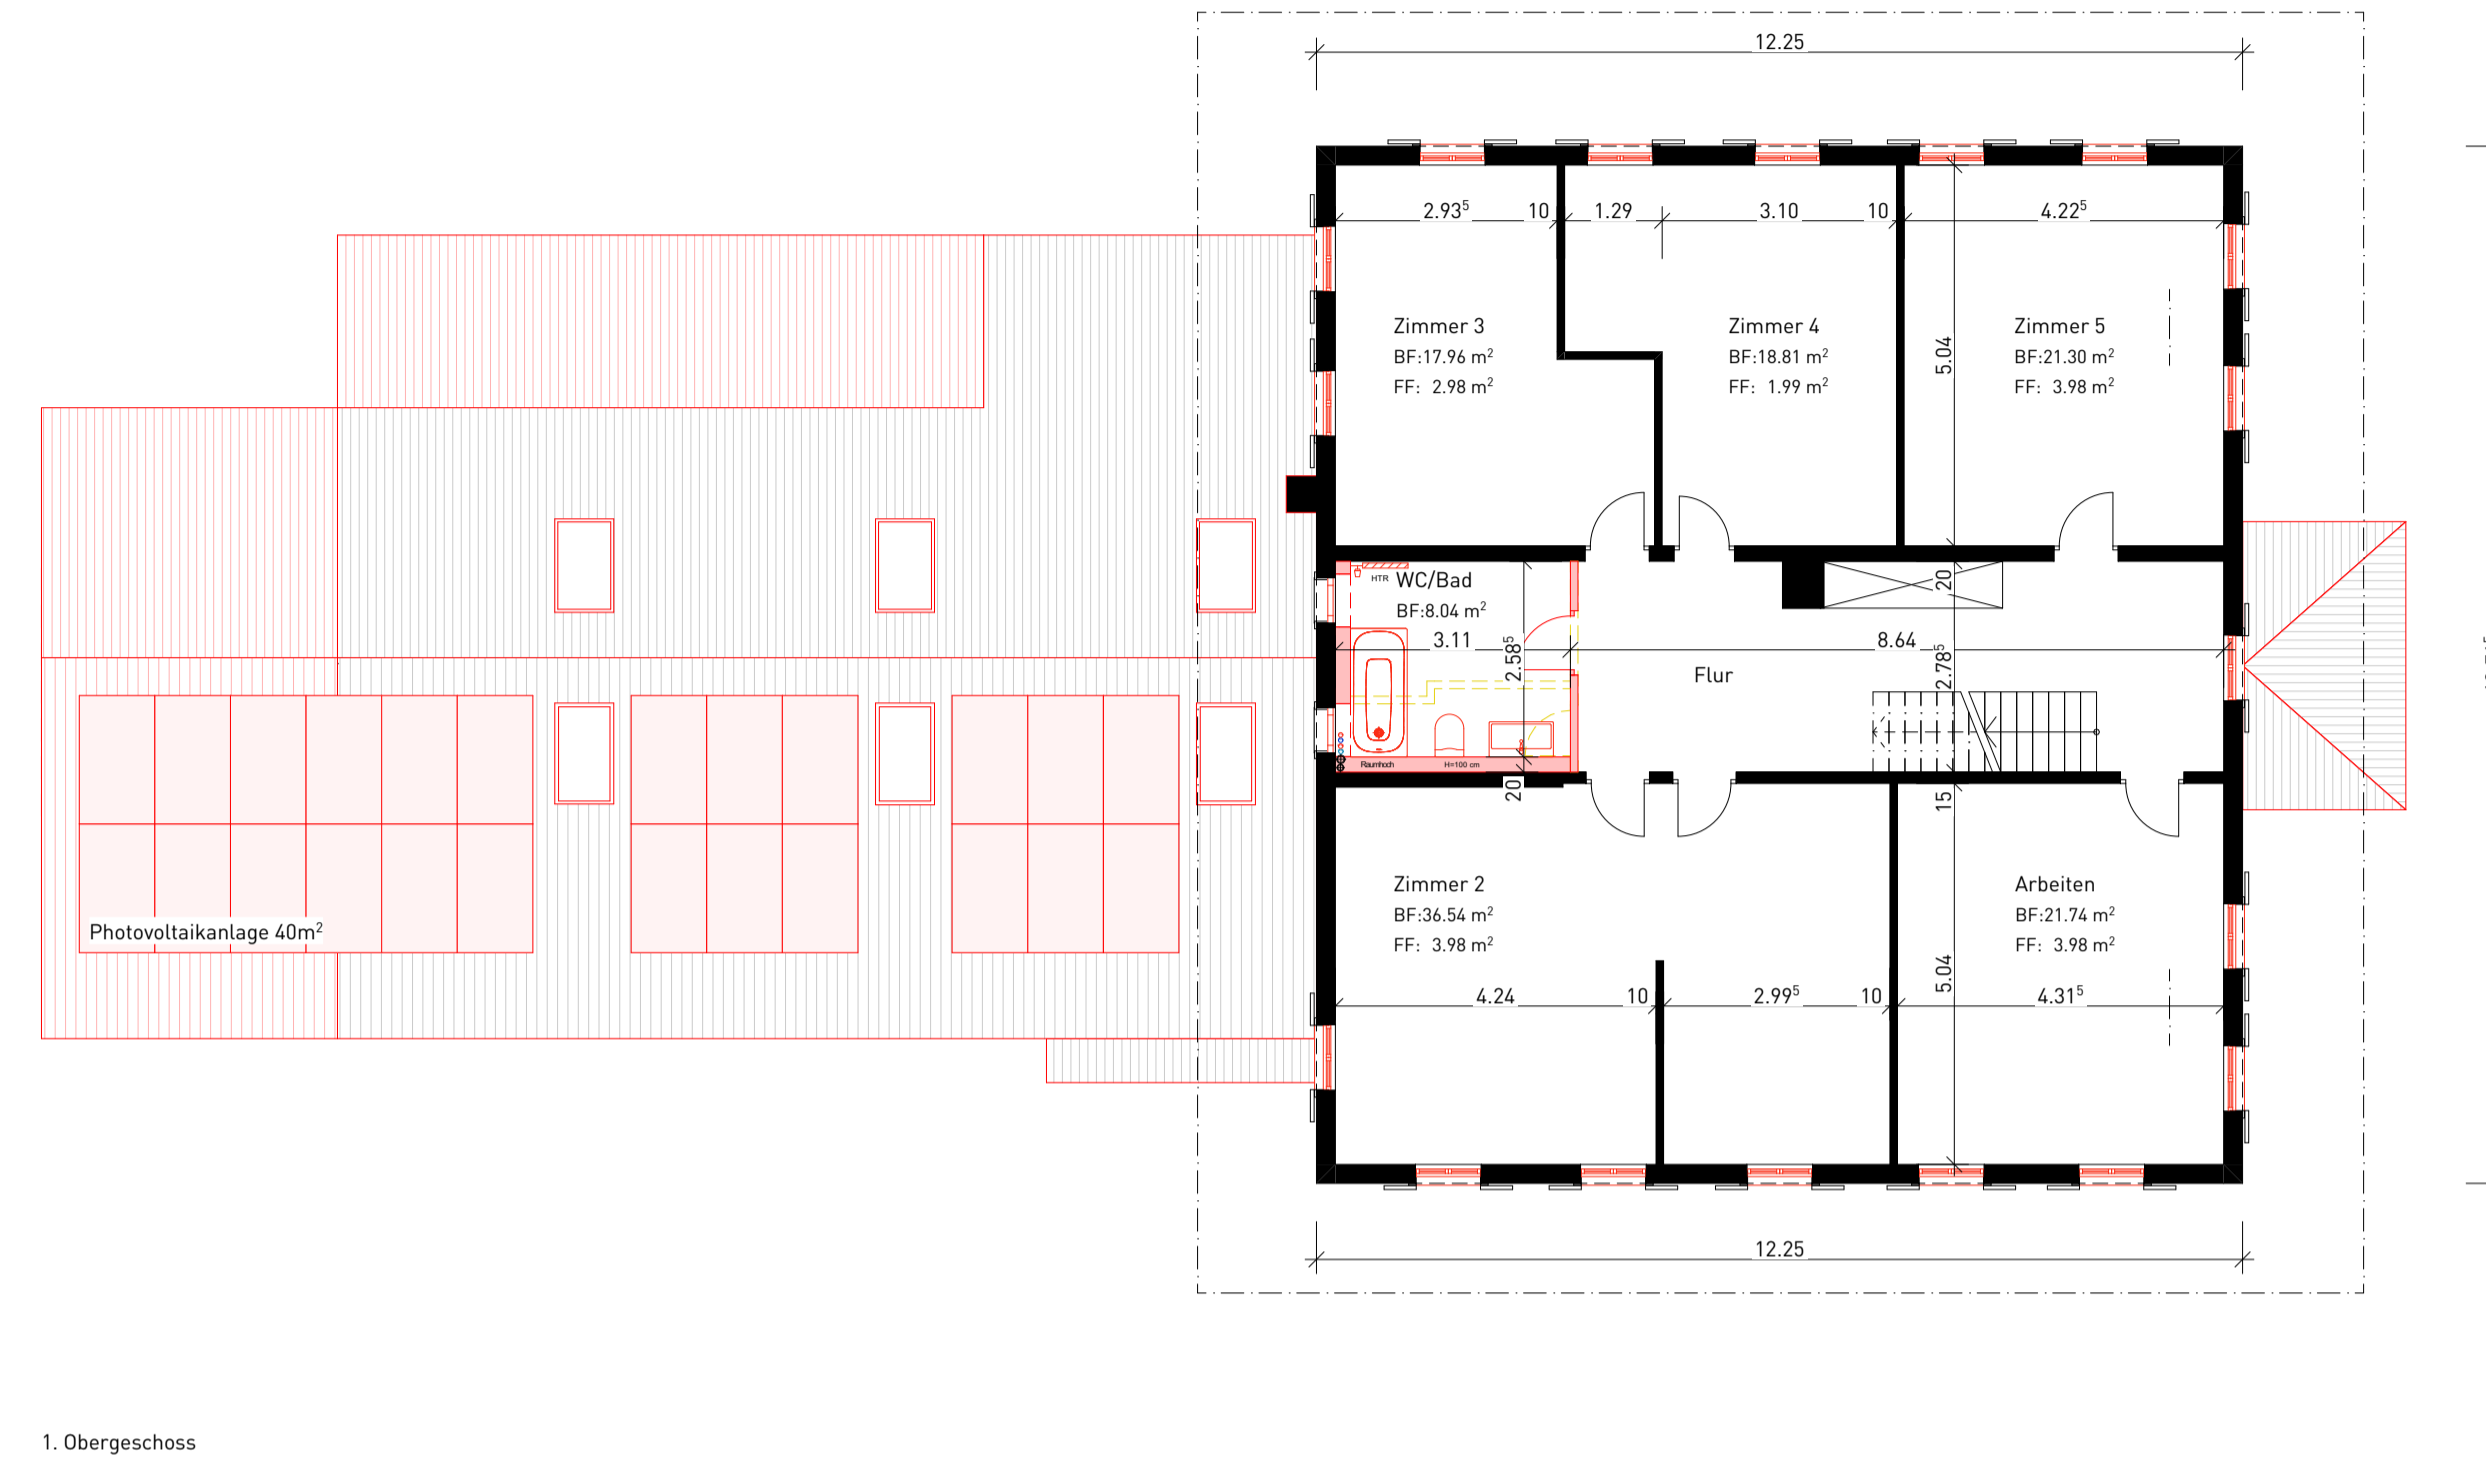 12.25
2.93⁵ 10 1.29 3.10 10 4.22⁵
Zimmer 3
BF:17.96 m²
FF: 2.98 m²
Zimmer 4
BF:18.81 m²
FF: 1.99 m²
Zimmer 5
BF:21.30 m²
FF: 3.98 m²
5.04
HTR
WC/Bad
BF:8.04 m²
3.11
2.58⁵
20
8.64
2.78⁵
Flur
Raumhoch
H=100 cm
20
15
Zimmer 2
BF:36.54 m²
FF: 3.98 m²
Arbeiten
BF:21.74 m²
FF: 3.98 m²
Photovoltaikanlage 40m²
5.04
4.24 10 2.99⁵ 10 4.31⁵
12.25
1. Obergeschoss